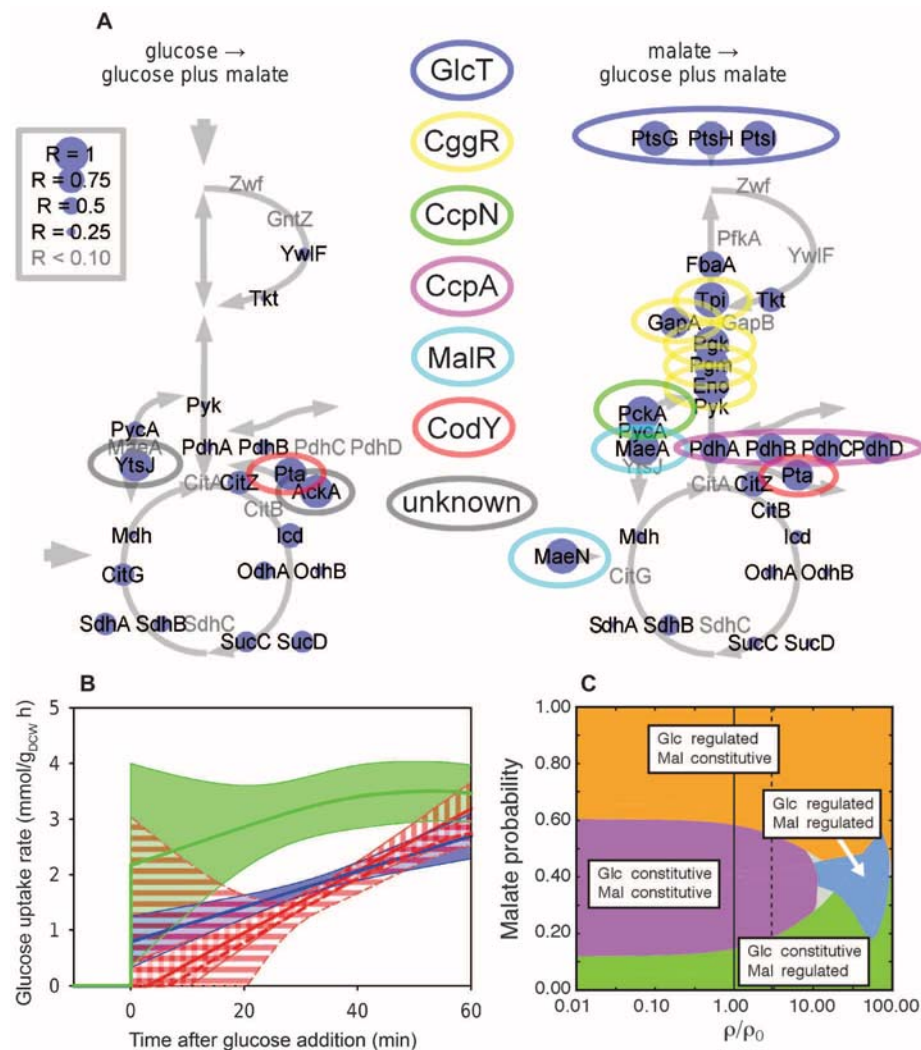 A
glucose →
glucose plus malate
R = 1
R = 0.75
R = 0.5
R = 0.25
R < 0.10
Zwf
GntZ
YwlF
Tkt
Pyk
PycA
MaeA
YtsJ
PdhA PdhB PdhC PdhD
CitA CitZ
Pta
AckA
CitB
Mdh
Icd
CitG
OdhA OdhB
SdhA SdhB SdhC
SucC SucD
GlcT
CggR
CcpN
CcpA
MalR
CodY
unknown
malate →
glucose plus malate
PtsG PtsH PtsI
Zwf
PfkA
YwlF
FbaA
Tpi
Tkt
GapA
GapB
Pgk
Pgm
Eno
Pyk
PckA
PycA
MaeA
YtsJ
PdhA PdhB PdhC PdhD
CitA CitZ
Pta
CitB
Mdh
Icd
MaeN
CitG
OdhA OdhB
SdhA SdhB SdhC
SucC SucD
B
Glucose uptake rate (mmol/gDCW h)
5
4
3
2
1
0
0
20
40
60
Time after glucose addition (min)
C
Malate probability
1.00
0.80
0.60
0.40
0.20
0.00
Glc regulated
Mal constitutive
Glc regulated
Mal regulated
Glc constitutive
Mal constitutive
Glc constitutive
Mal regulated
0.01
0.10
1.00
10.00
100.00
ρ/ρ0